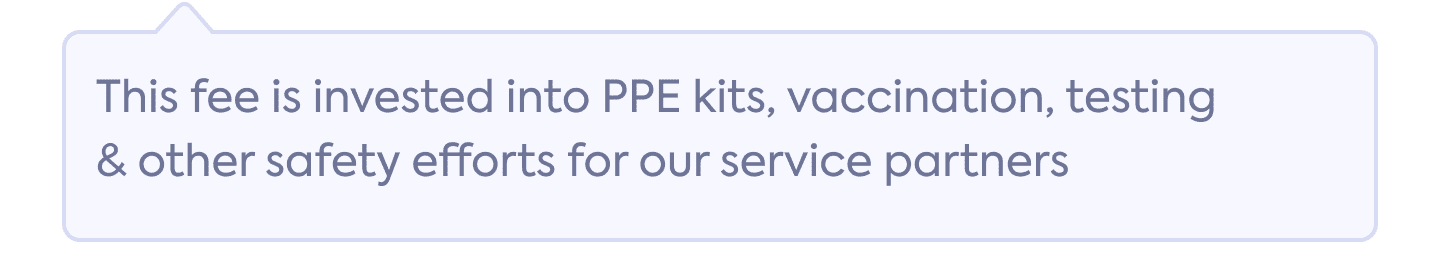 This fee is invested into PPE kits, vaccination, testing
& other safety efforts for our service partners